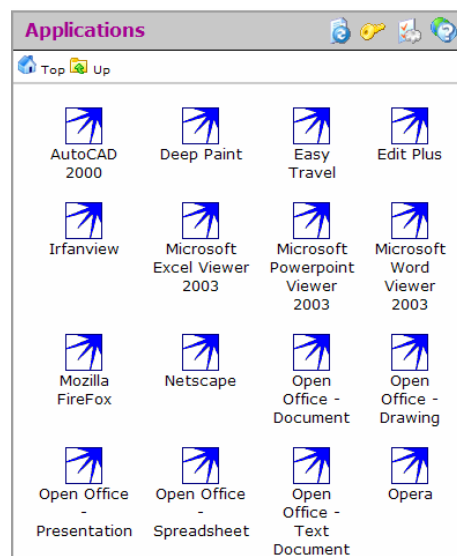 Applications
Top Up
AutoCAD
2000
Deep Paint
Easy
Travel
Edit Plus
Irfanview
Microsoft
Excel Viewer
2003
Microsoft
Powerpoint
Viewer
2003
Microsoft
Word
Viewer
2003
Mozilla
FireFox
Netscape
Open
Office -
Document
Open
Office -
Drawing
Open Office
-
Presentation
Open Office
-
Spreadsheet
Open
Office -
Text
Document
Opera